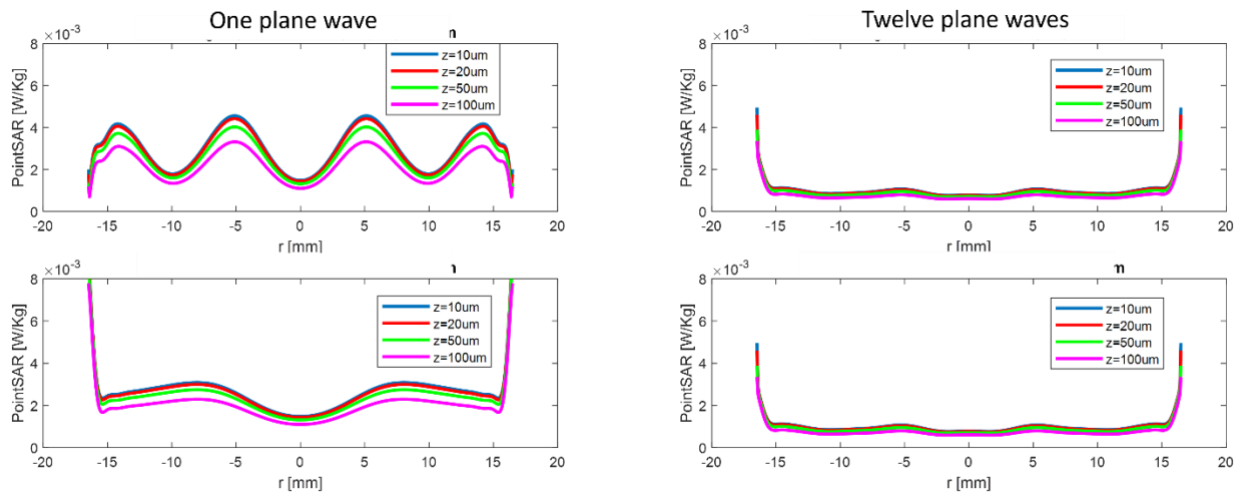 One plane wave
Twelve plane waves
×10⁻³
n
8
6
4
2
0
PointSAR [W/Kg]
z=10um
z=20um
z=50um
z=100um
-20 -15 -10 -5 0 5 10 15 20
r [mm]
×10⁻³
8
6
4
2
0
PointSAR [W/Kg]
z=10um
z=20um
z=50um
z=100um
-20 -15 -10 -5 0 5 10 15 20
r [mm]
×10⁻³
8
6
4
2
0
PointSAR [W/Kg]
z=10um
z=20um
z=50um
z=100um
-20 -15 -10 -5 0 5 10 15 20
r [mm]
×10⁻³
m
8
6
4
2
0
PointSAR [W/Kg]
z=10um
z=20um
z=50um
z=100um
-20 -15 -10 -5 0 5 10 15 20
r [mm]